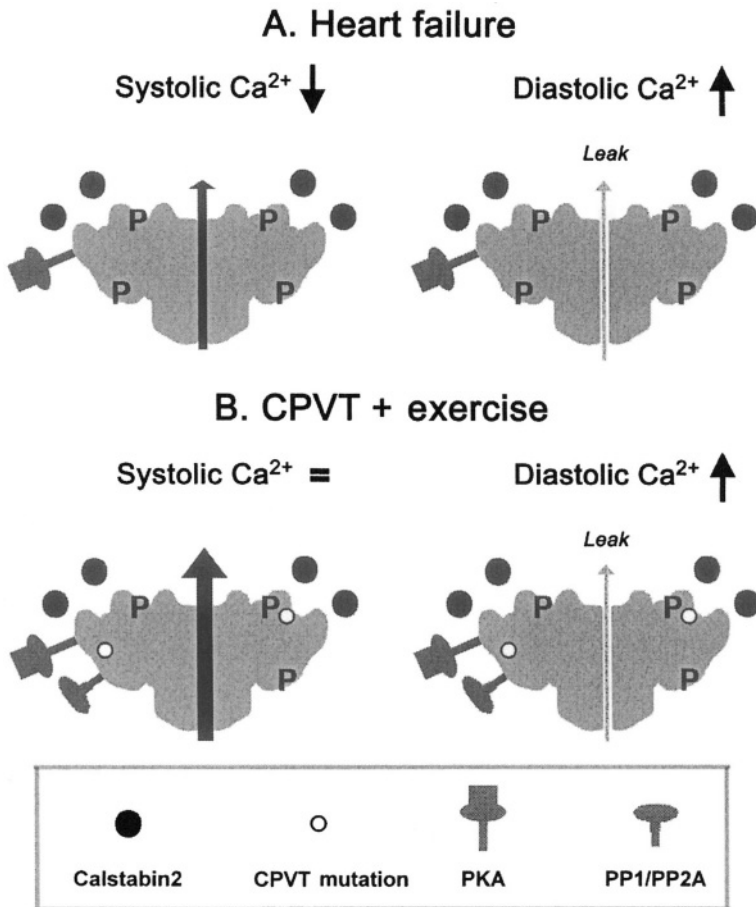 A. Heart failure
Systolic Ca²⁺ ↓ Diastolic Ca²⁺ ↑
Leak
P P P P
P P P P
B. CPVT + exercise
Systolic Ca²⁺ = Diastolic Ca²⁺ ↑
Leak
P P P P
P P
Calstabin2 CPVT mutation PKA PP1/PP2A